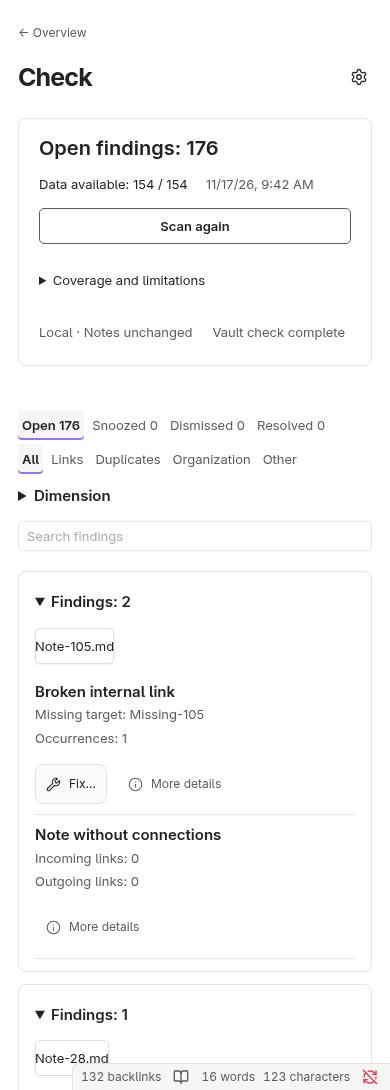 ← Overview
Check
Open findings: 176
Data available: 154 / 154 11/17/26, 9:42 AM
Scan again
Coverage and limitations
Local · Notes unchanged Vault check complete
Open 176 Snoozed 0 Dismissed 0 Resolved 0
All Links Duplicates Organization Other
Dimension
Search findings
Findings: 2
Note-105.md
Broken internal link
Missing target: Missing-105
Occurrences: 1
Fix... More details
Note without connections
Incoming links: 0
Outgoing links: 0
More details
Findings: 1
Note-28.md
132 backlinks 16 words 123 characters